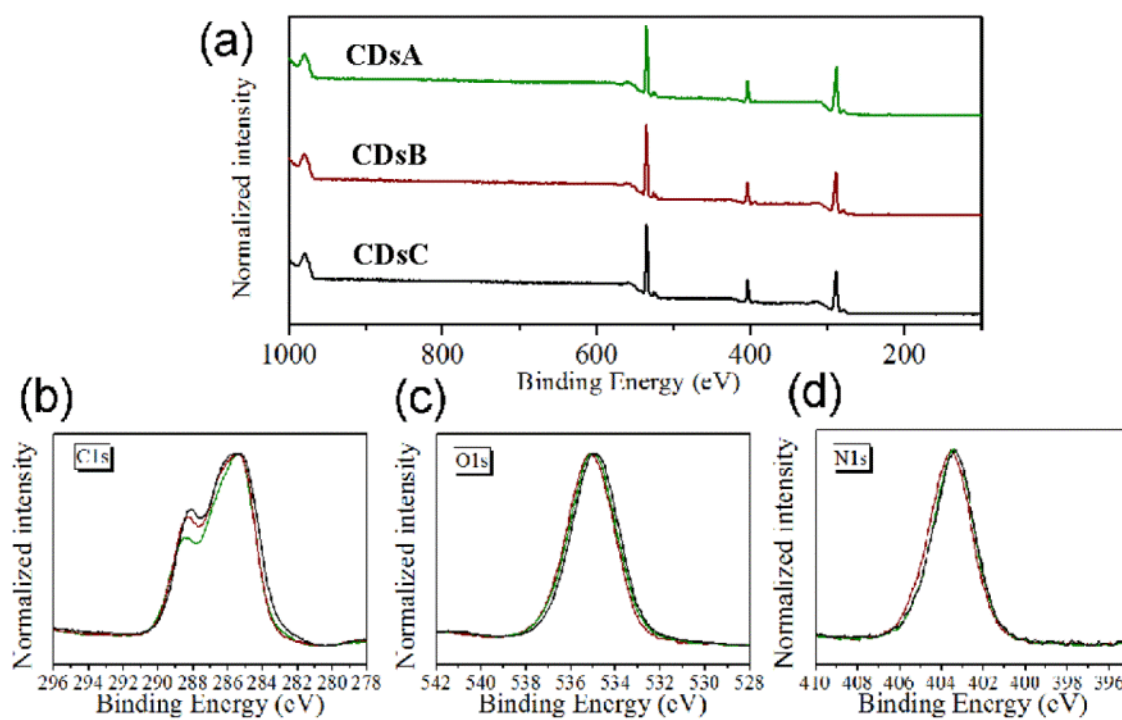 (a)
CDsA
CDsB
CDsC
Normalized intensity
1000 800 600 400 200
Binding Energy (eV)
(b)
C1s
Normalized intensity
296 294 292 290 288 286 284 282 280 278
Binding Energy (eV)
(c)
O1s
Normalized intensity
542 540 538 536 534 532 530 528
Binding Energy (eV)
(d)
N1s
Normalized intensity
410 408 406 404 402 400 398 396
Binding Energy (eV)